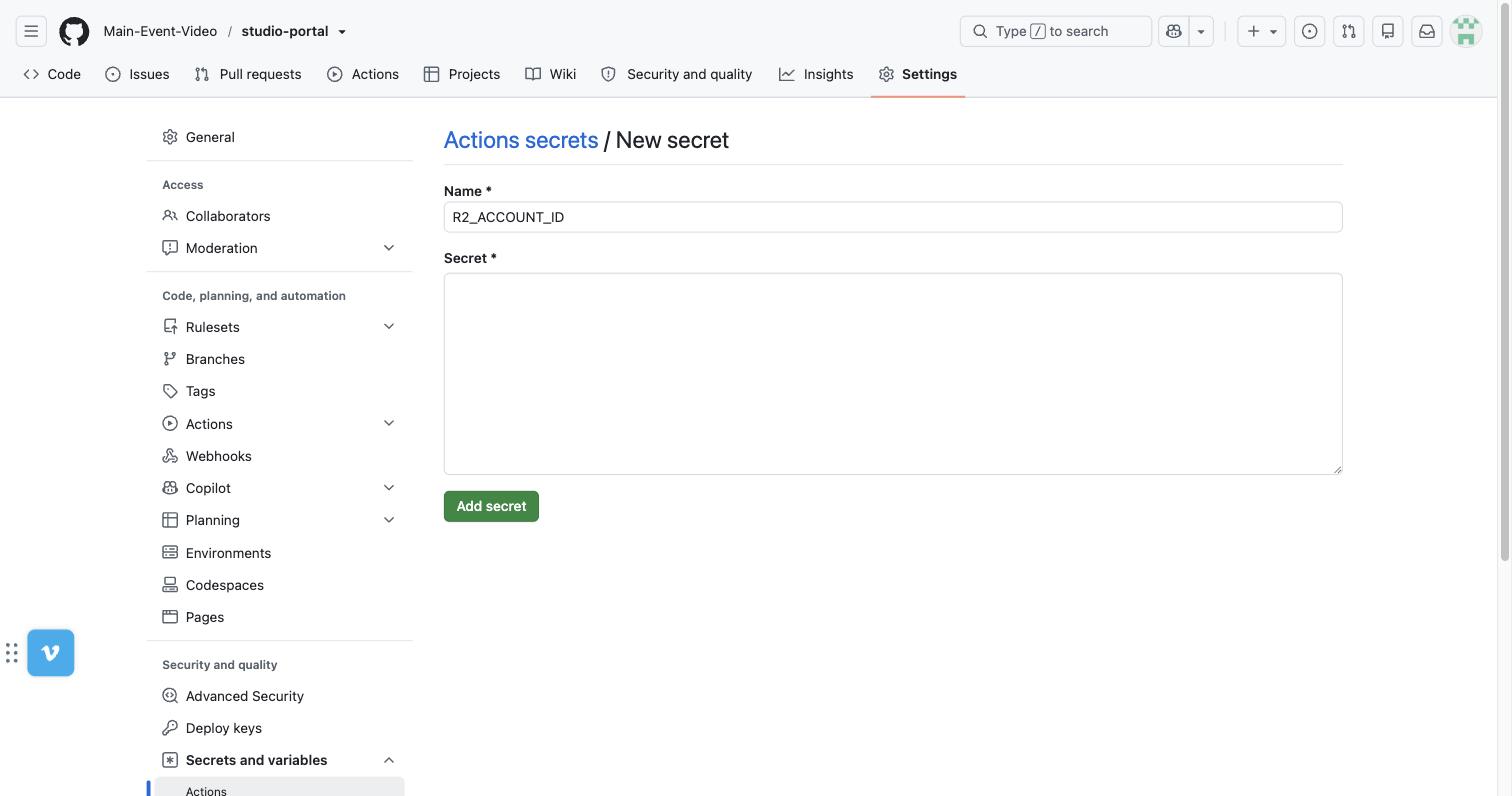 Main-Event-Video / studio-portal
Type / to search
Code
Issues
Pull requests
Actions
Projects
Wiki
Security and quality
Insights
Settings
General
Access
Collaborators
Moderation
Code, planning, and automation
Rulesets
Branches
Tags
Actions
Webhooks
Copilot
Planning
Environments
Codespaces
Pages
Security and quality
Advanced Security
Deploy keys
Secrets and variables
Actions
Actions secrets / New secret
Name *
R2_ACCOUNT_ID
Secret *
Add secret